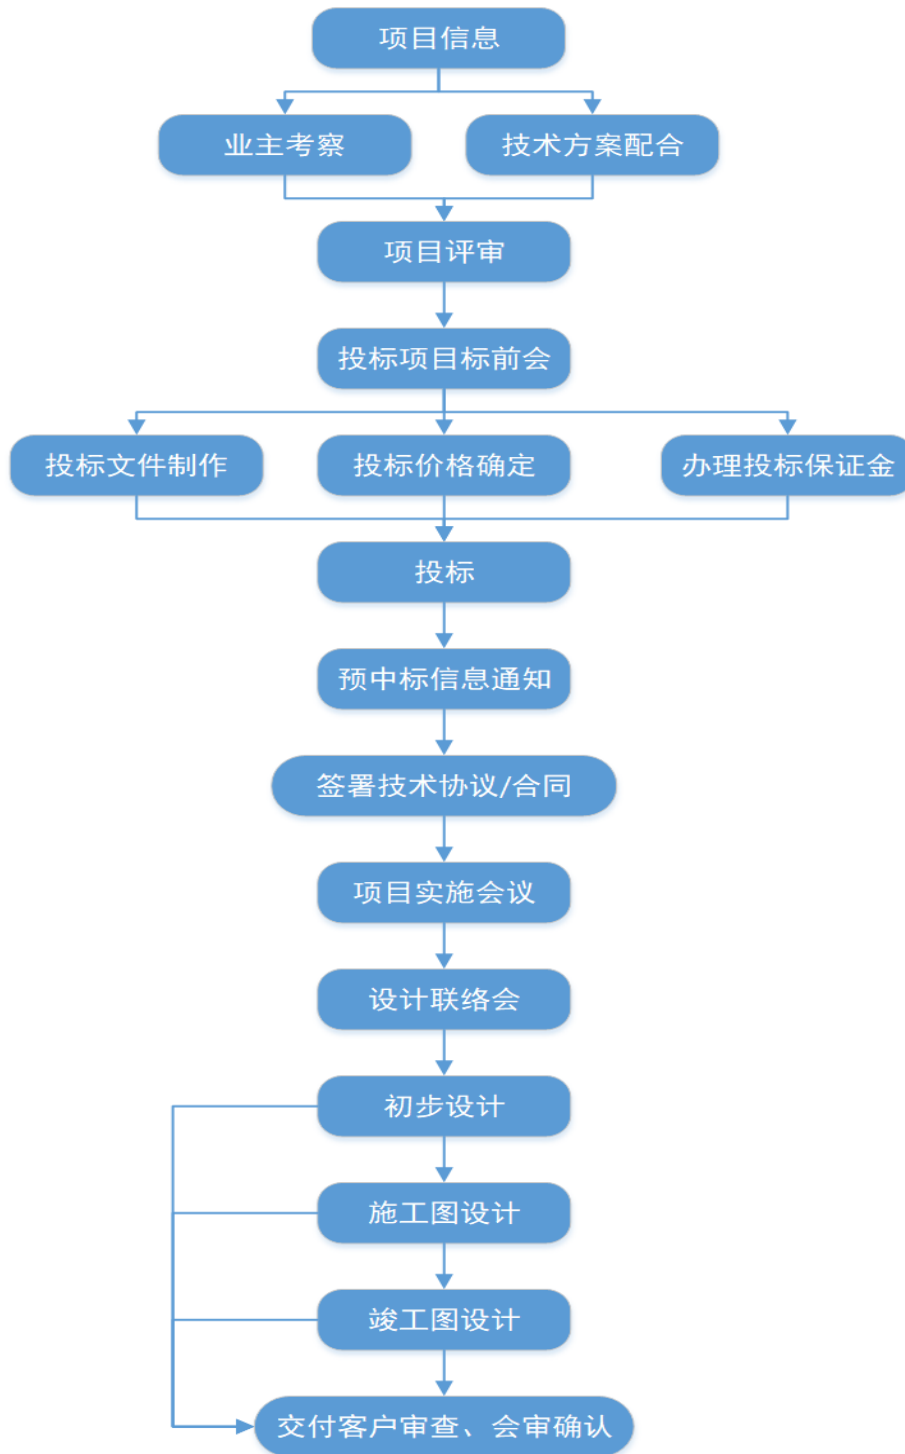 项目信息
业主考察
技术方案配合
项目评审
投标项目标前会
投标文件制作
投标价格确定
办理投标保证金
投标
预中标信息通知
签署技术协议/合同
项目实施会议
设计联络会
初步设计
施工图设计
竣工图设计
交付客户审查、会审确认